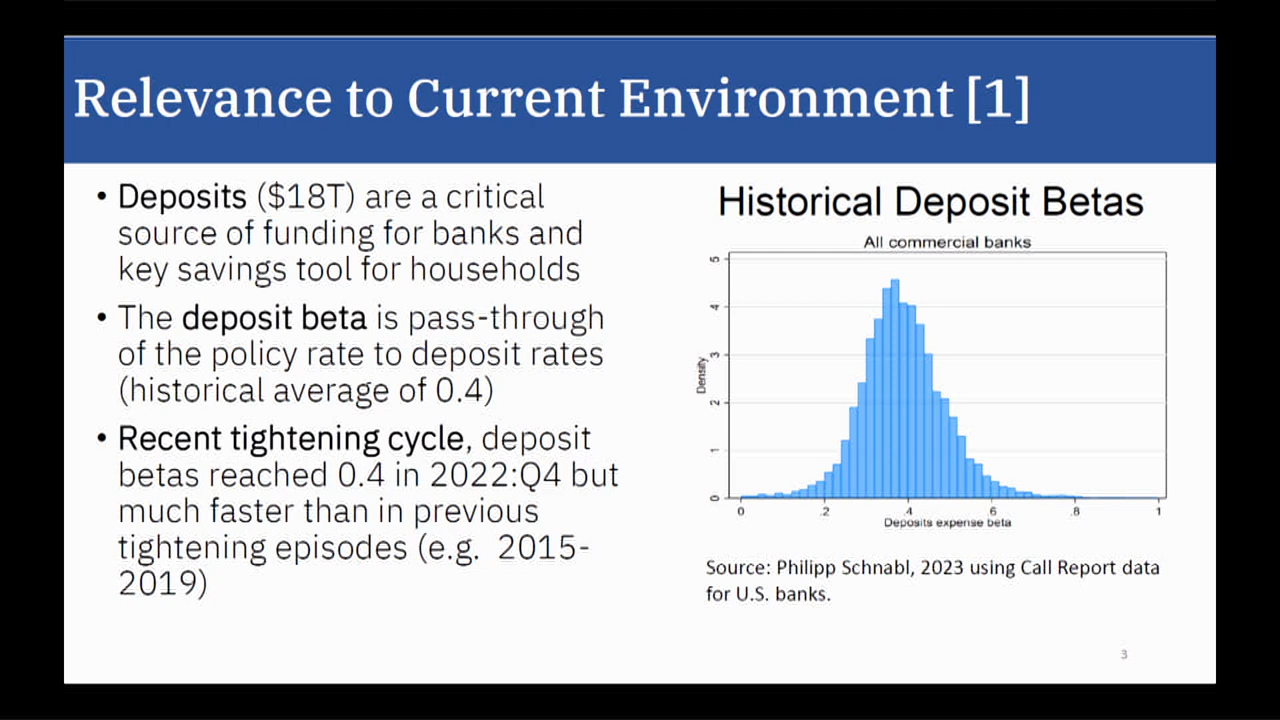 Relevance to Current Environment [1]
• Deposits ($18T) are a critical
source of funding for banks and
key savings tool for households
• The deposit beta is pass-through
of the policy rate to deposit rates
(historical average of 0.4)
• Recent tightening cycle, deposit
betas reached 0.4 in 2022:Q4 but
much faster than in previous
tightening episodes (e.g. 2015-
2019)
Historical Deposit Betas
All commercial banks
5
4
3
2
1
0
Density
0 .2 .4 .6 .8 1
Deposits expense beta
Source: Philipp Schnabl, 2023 using Call Report data
for U.S. banks.
3